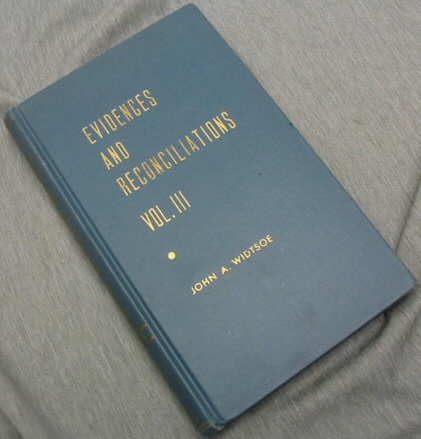 EVIDENCES
AND
RECONCILIATIONS
VOL. III
JOHN A. WIDTSOE